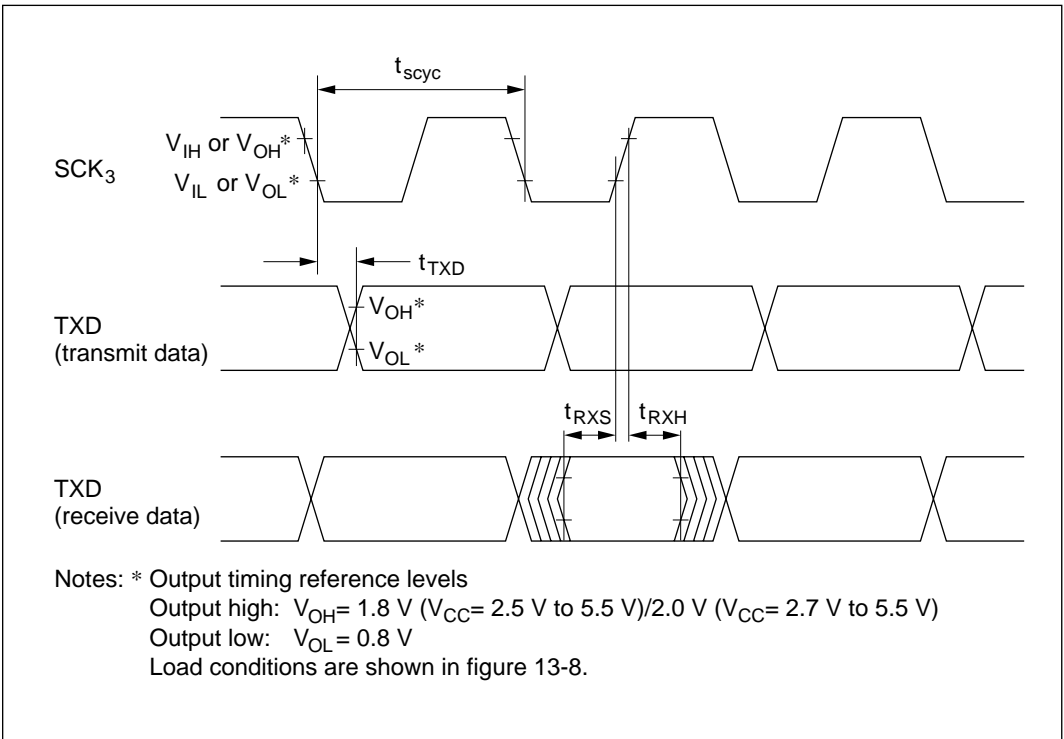 t_scyc
V_IH or V_OH*
SCK_3
V_IL or V_OL*
t_TXD
V_OH*
TXD
(transmit data)
V_OL*
t_RXS t_RXH
TXD
(receive data)
Notes: * Output timing reference levels
Output high: V_OH= 1.8 V (V_CC= 2.5 V to 5.5 V)/2.0 V (V_CC= 2.7 V to 5.5 V)
Output low: V_OL= 0.8 V
Load conditions are shown in figure 13-8.